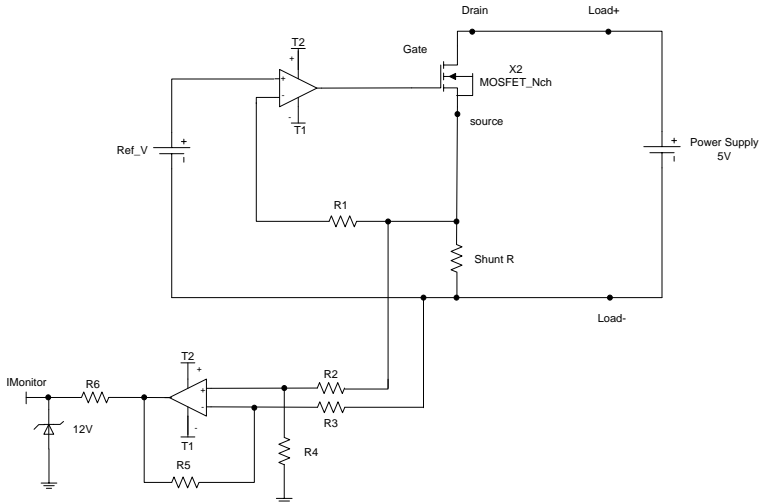 Drain
Load+
T2
Gate
+
X2
MOSFET_Nch
+
-
-
T1
source
Ref_V
+
Power Supply
5V
+
R1
Shunt R
Load-
T2
+
IMonitor
R6
R2
+
-
R3
12V
T1
-
R4
R5